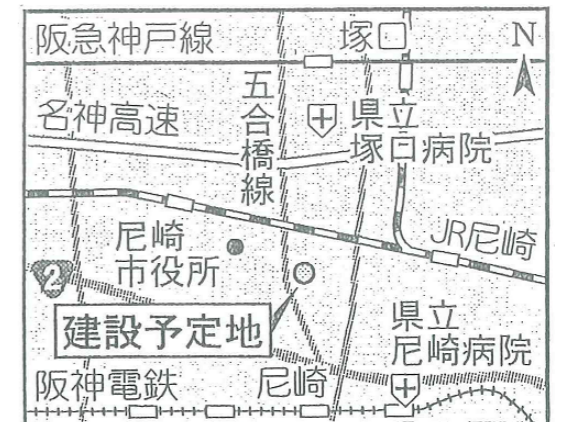 阪急神戸線
塚口
N
五合橋線
名神高速
県立
塚口病院
JR尼崎
尼崎
市役所
2
建設予定地
県立
尼崎病院
阪神電鉄
尼崎